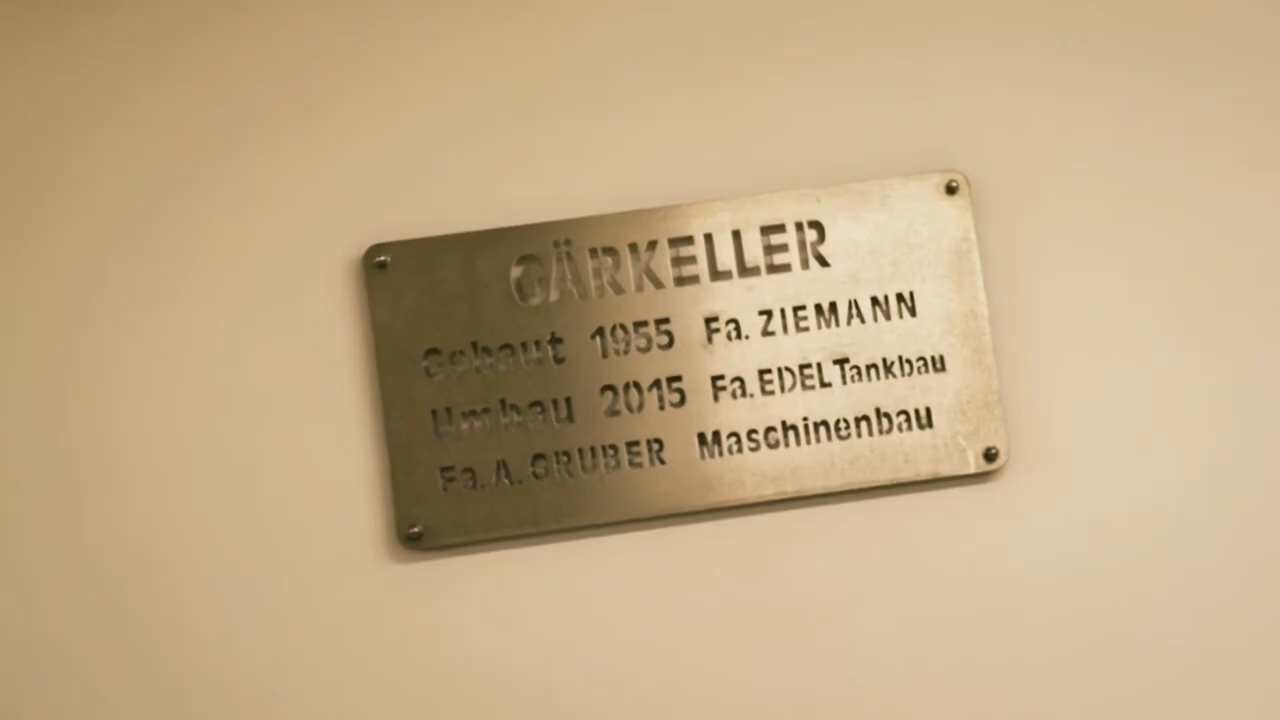 GÄRKELLER
Gebaut 1955 Fa. ZIEMANN
Umbau 2015 Fa. EDEL Tankbau
Fa. A. GRUBER Maschinenbau